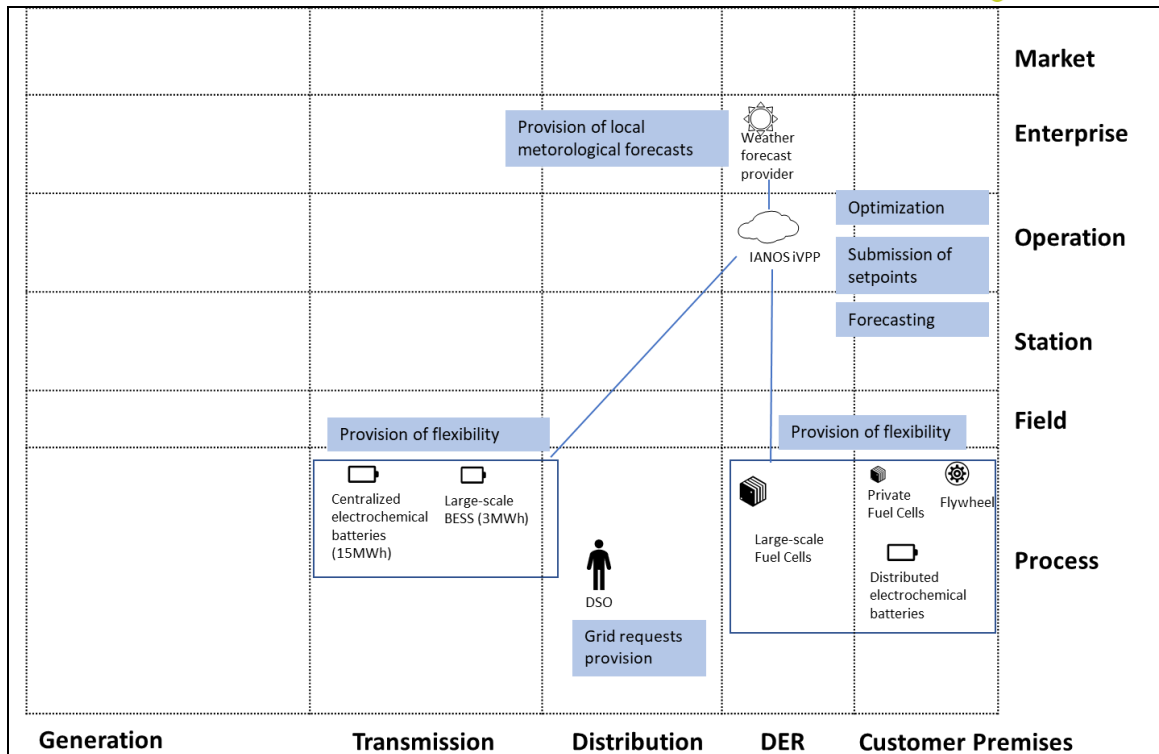 Market
Provision of local
metorological forecasts
Weather
forecast
provider
Enterprise
Optimization
IANOS iVPP
Submission of
setpoints
Operation
Forecasting
Station
Provision of flexibility
Provision of flexibility
Field
Centralized
electrochemical
batteries
(15MWh)
Large-scale
BESS (3MWh)
DSO
Grid requests
provision
Large-scale
Fuel Cells
Private
Fuel Cells
Flywheel
Distributed
electrochemical
batteries
Process
Generation
Transmission
Distribution
DER
Customer Premises